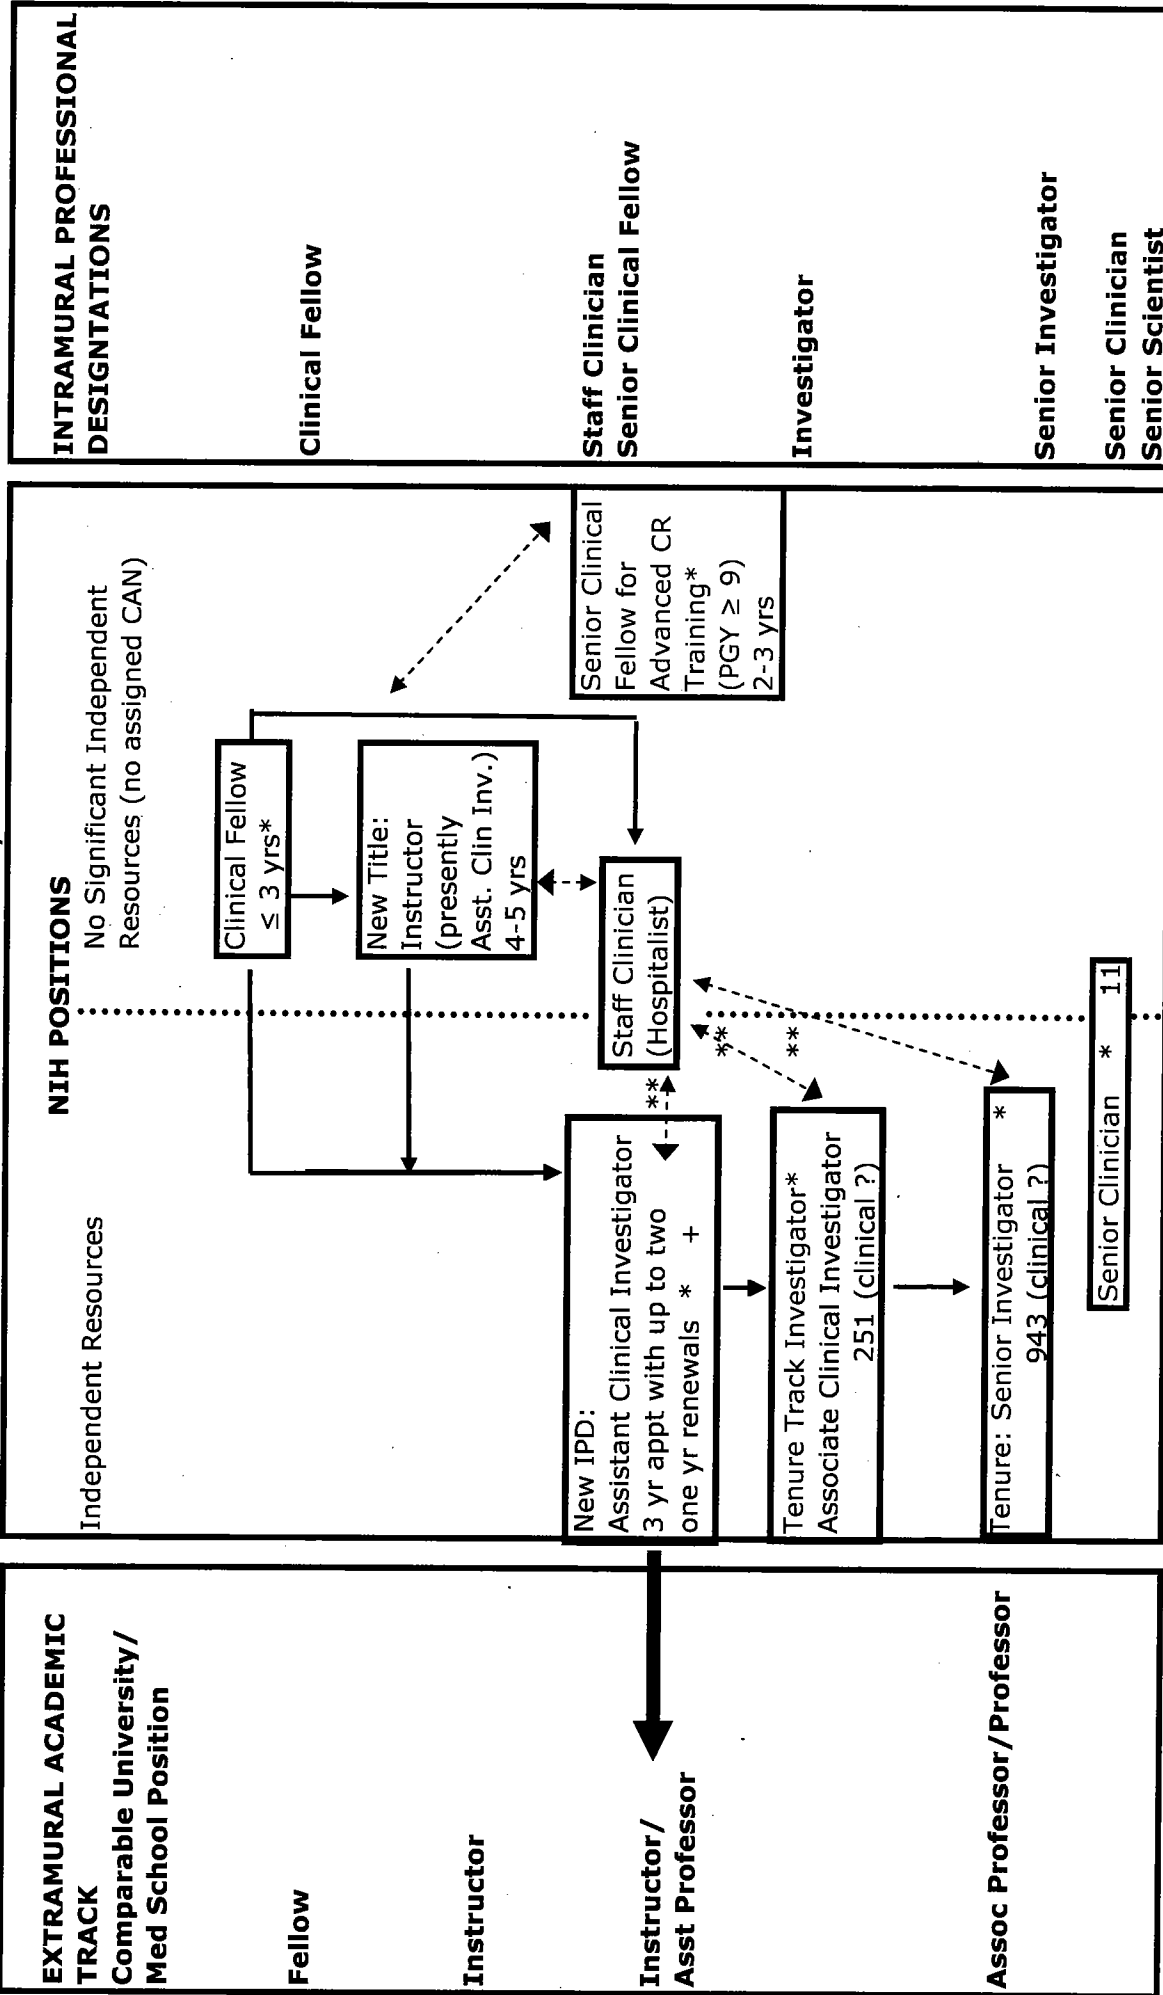 EXTRAMURAL ACADEMIC
TRACK
Comparable University/
Med School Position
Fellow
Instructor
Instructor/
Asst Professor
Assoc Professor/Professor
NIH POSITIONS
Independent Resources
No Significant Independent
Resources (no assigned CAN)
Clinical Fellow
≤ 3 yrs*
New Title:
Instructor
(presently
Asst. Clin Inv.)
4-5 yrs
Senior Clinical
Fellow for
Advanced CR
Training*
(PGY ≥ 9)
2-3 yrs
Staff Clinician
(Hospitalist)
**
**
**
New IPD:
Assistant Clinical Investigator
3 yr appt with up to two
one yr renewals * +
Tenure Track Investigator*
Associate Clinical Investigator
251 (clinical ?)
Tenure: Senior Investigator *
943 (clinical ?)
Senior Clinician * 11
INTRAMURAL PROFESSIONAL
DESIGNTATIONS
Clinical Fellow
Staff Clinician
Senior Clinical Fellow
Investigator
Senior Investigator
Senior Clinician
Senior Scientist